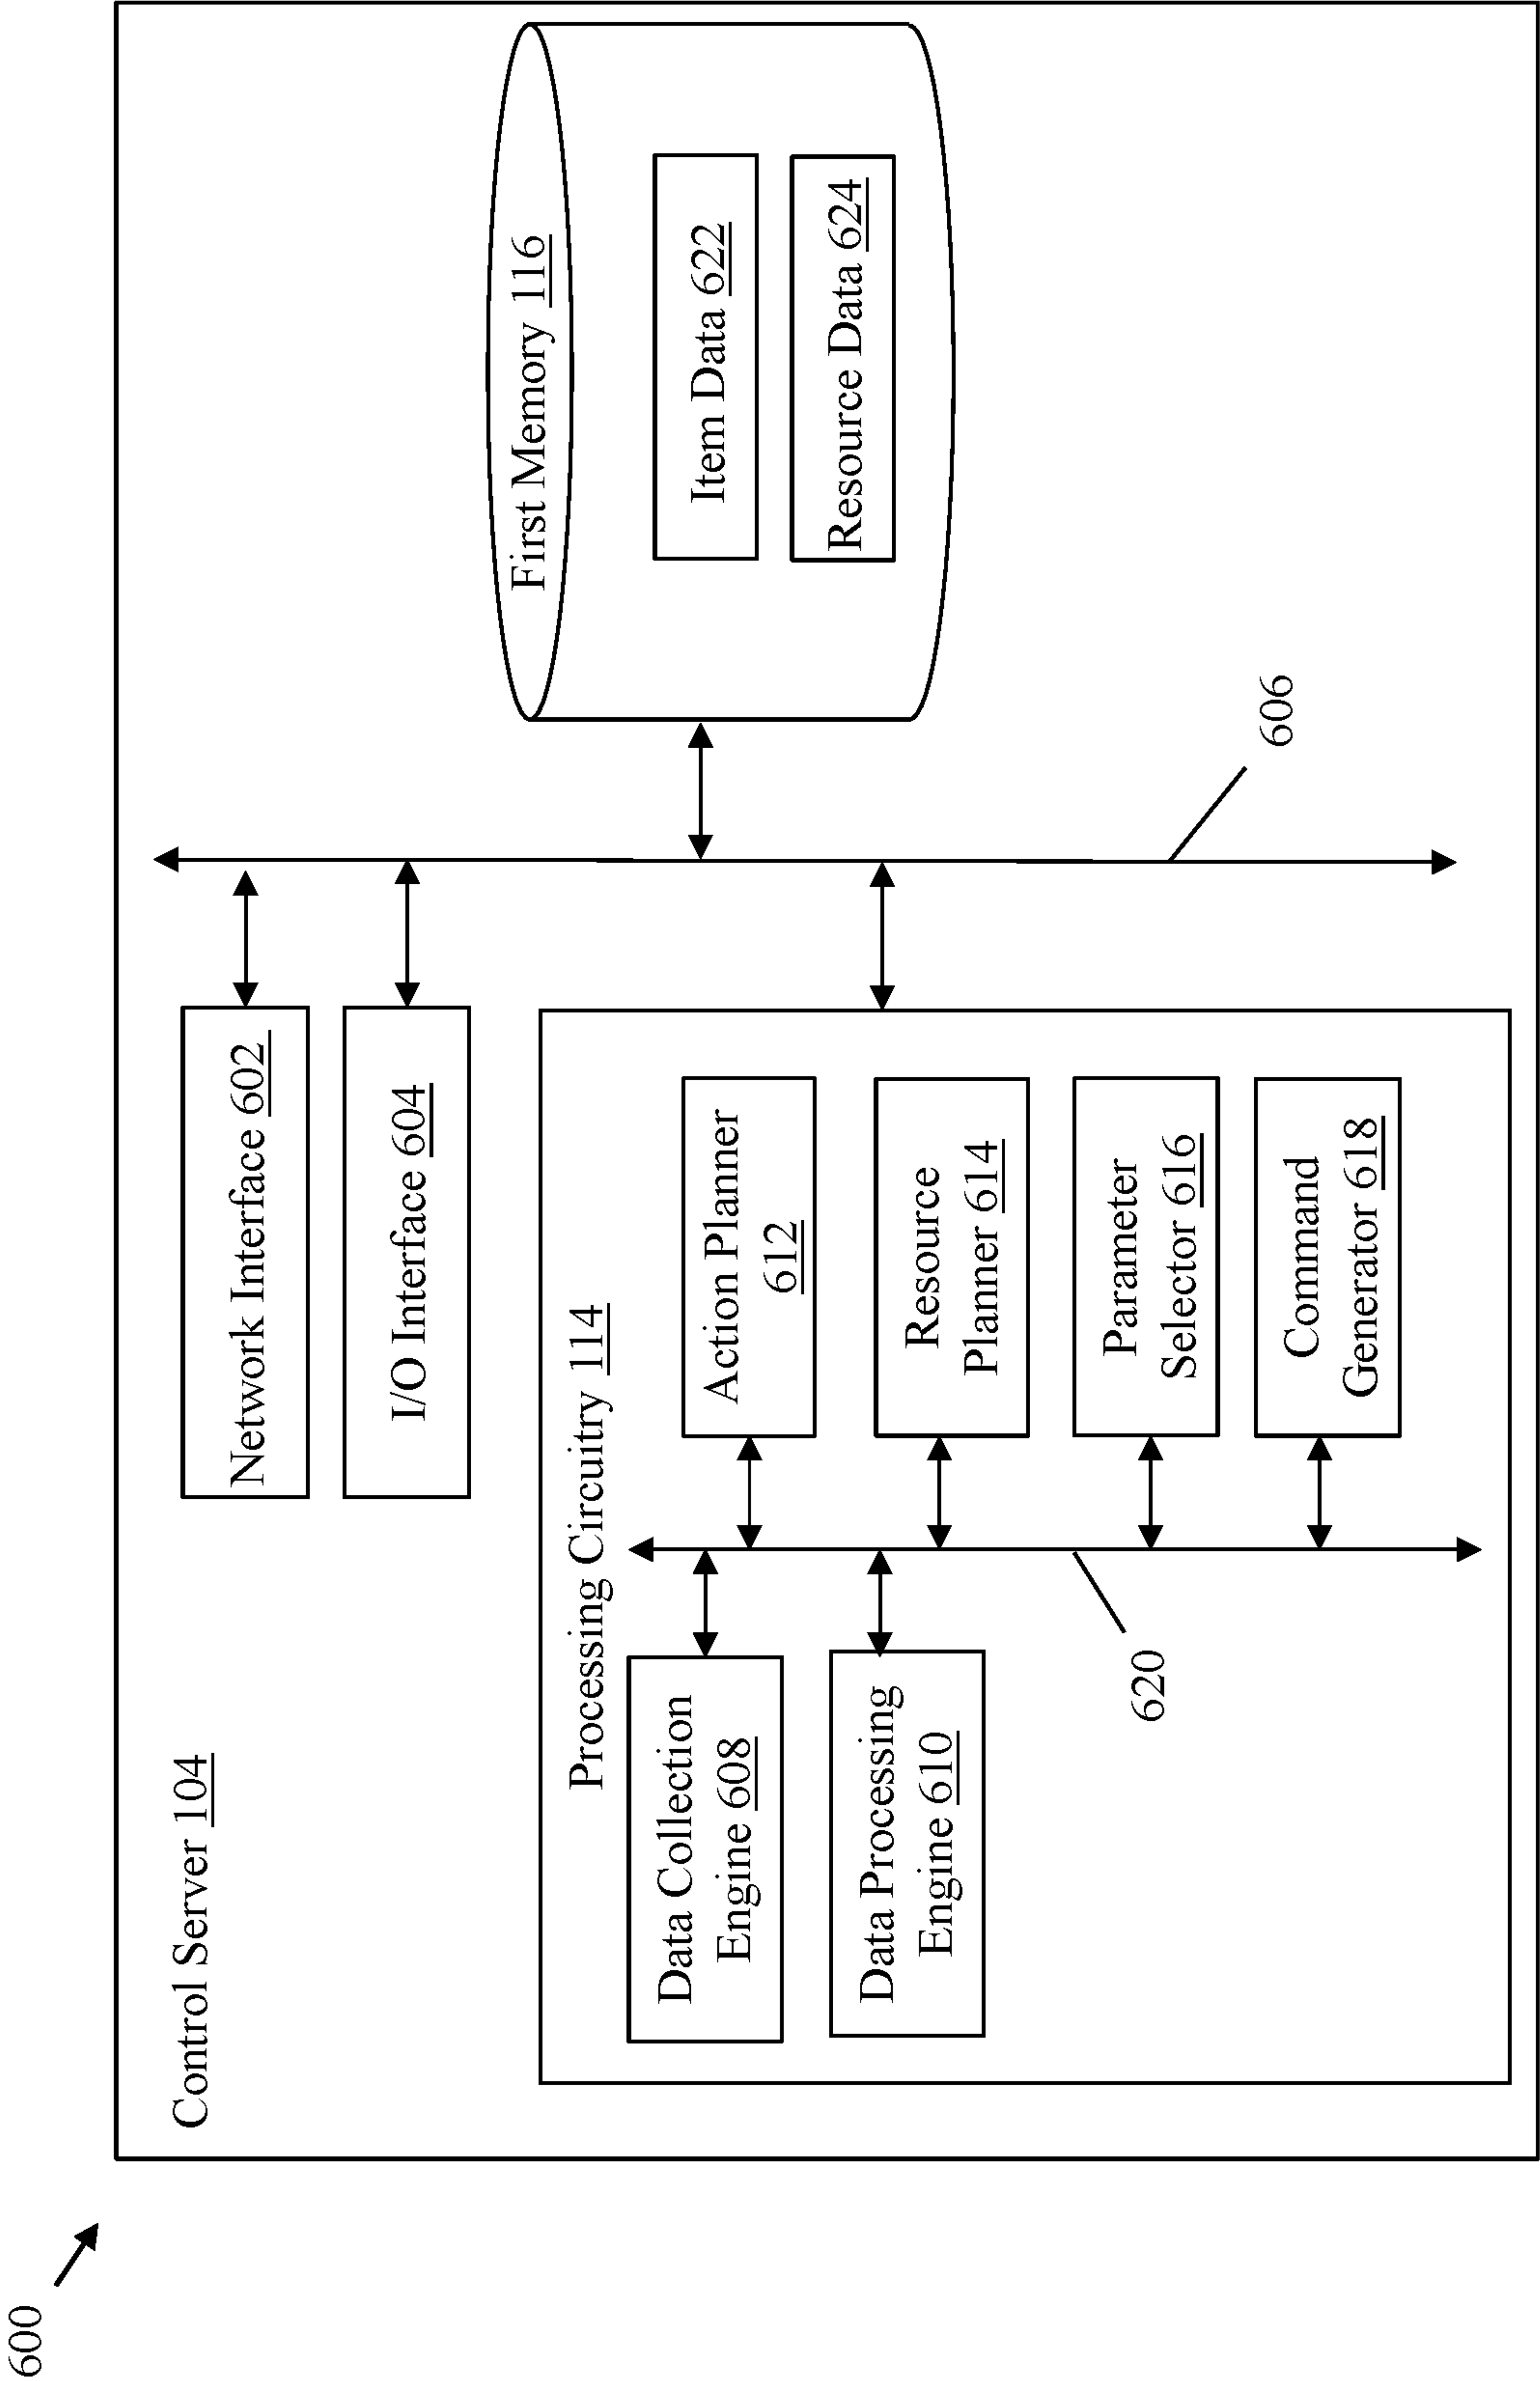 600
Control Server 104
Network Interface 602
I/O Interface 604
Processing Circuitry 114
Data Collection
Engine 608
Data Processing
Engine 610
620
Action Planner
612
Resource
Planner 614
Parameter
Selector 616
Command
Generator 618
606
First Memory 116
Item Data 622
Resource Data 624